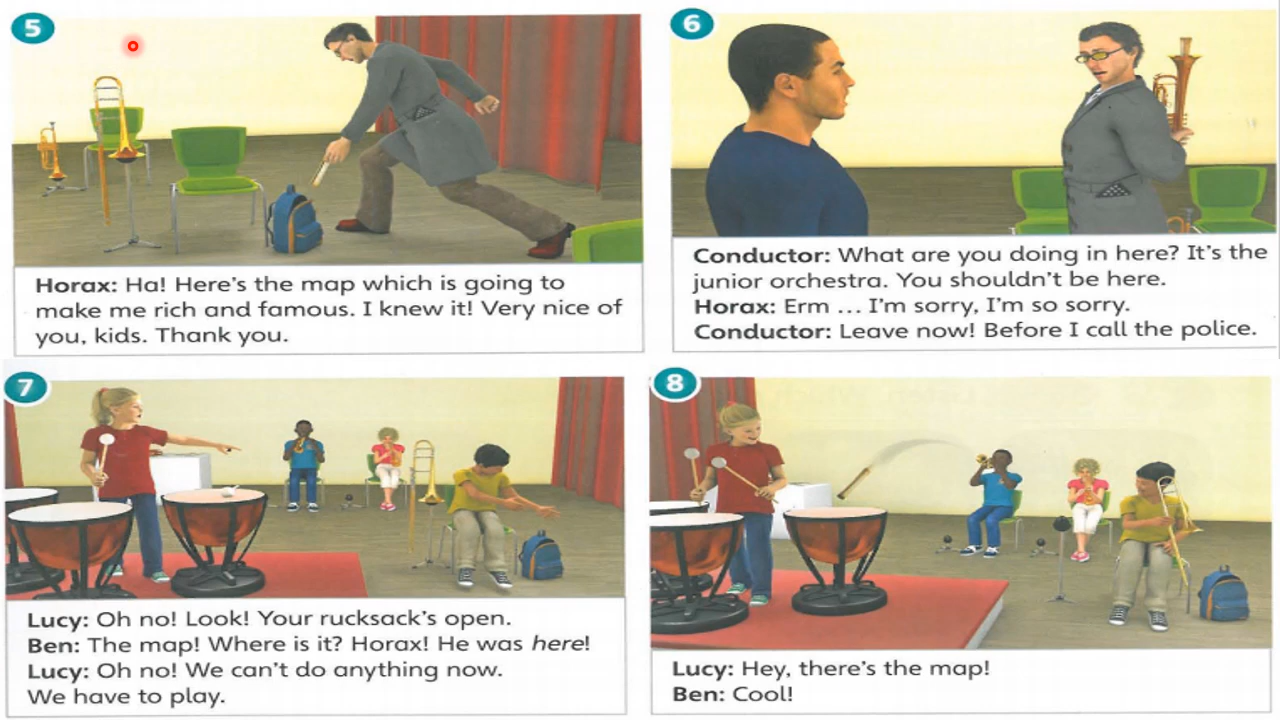 5
Horax: Ha! Here's the map which is going to
make me rich and famous. I knew it! Very nice of
you, kids. Thank you.
6
Conductor: What are you doing in here? It's the
junior orchestra. You shouldn't be here.
Horax: Erm ... I'm sorry, I'm so sorry.
Conductor: Leave now! Before I call the police.
7
Lucy: Oh no! Look! Your rucksack's open.
Ben: The map! Where is it? Horax! He was here!
Lucy: Oh no! We can't do anything now.
We have to play.
8
Lucy: Hey, there's the map!
Ben: Cool!